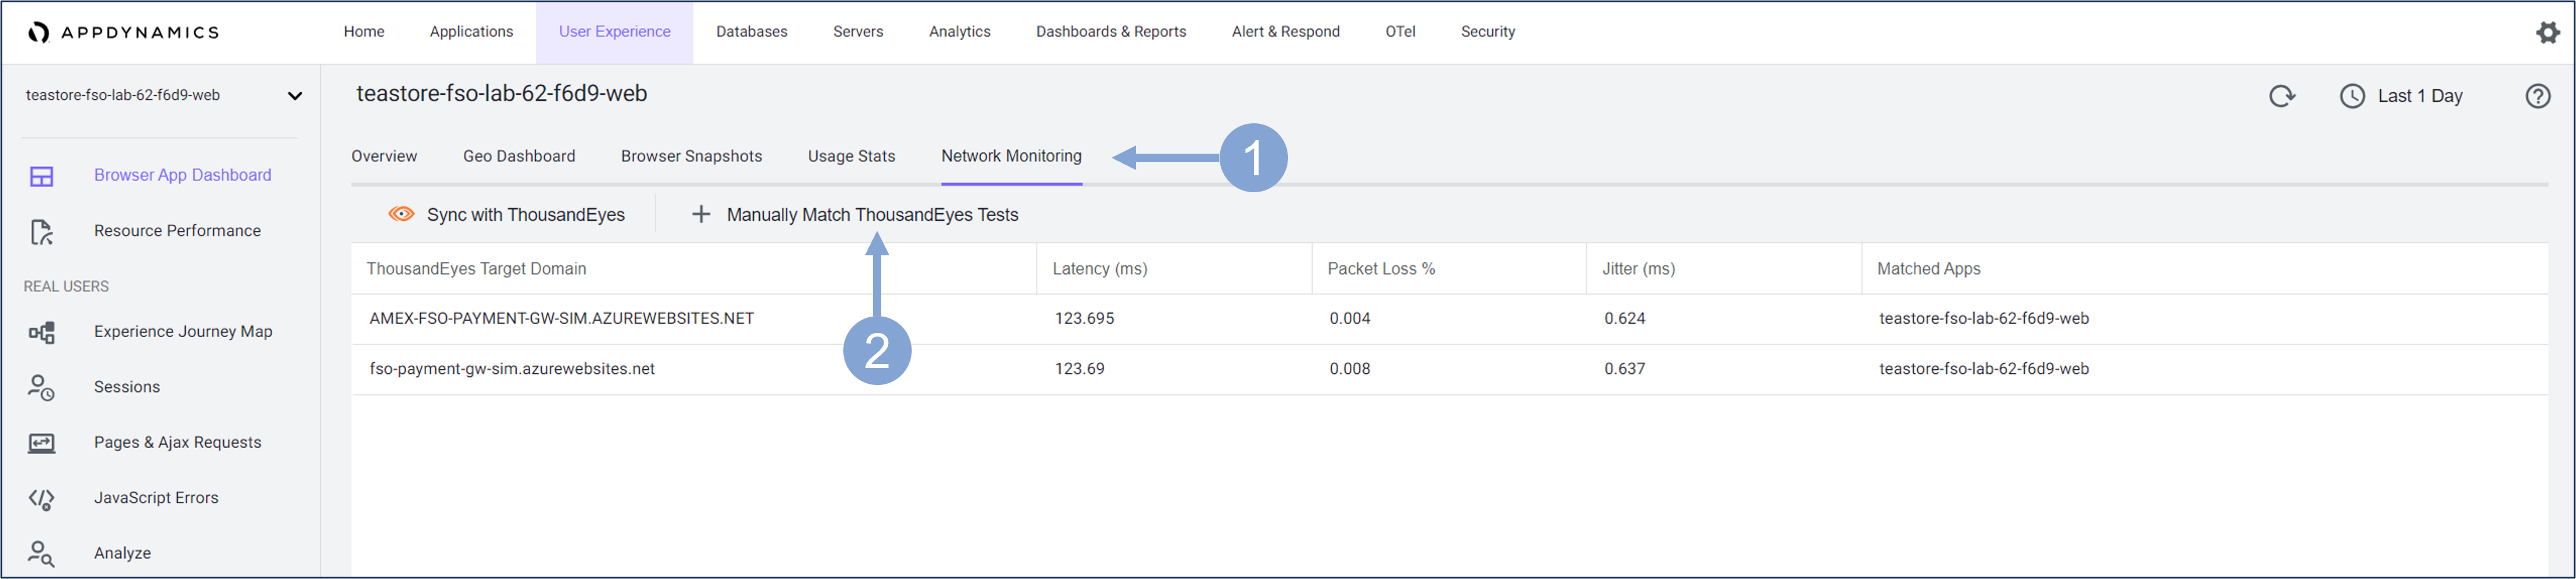 APPDYNAMICS Home Applications User Experience Databases Servers Analytics Dashboards & Reports Alert & Respond OTel Security
teastore-fso-lab-62-f6d9-web
teastore-fso-lab-62-f6d9-web Last 1 Day ?
Overview Geo Dashboard Browser Snapshots Usage Stats Network Monitoring 1
Browser App Dashboard
Resource Performance
REAL USERS
Experience Journey Map
Sessions
Pages & Ajax Requests
JavaScript Errors
Analyze
Sync with ThousandEyes + Manually Match ThousandEyes Tests
2
ThousandEyes Target Domain Latency (ms) Packet Loss % Jitter (ms) Matched Apps
AMEX-FSO-PAYMENT-GW-SIM.AZUREWEBSITES.NET 123.695 0.004 0.624 teastore-fso-lab-62-f6d9-web
fso-payment-gw-sim.azurewebsites.net 123.69 0.008 0.637 teastore-fso-lab-62-f6d9-web